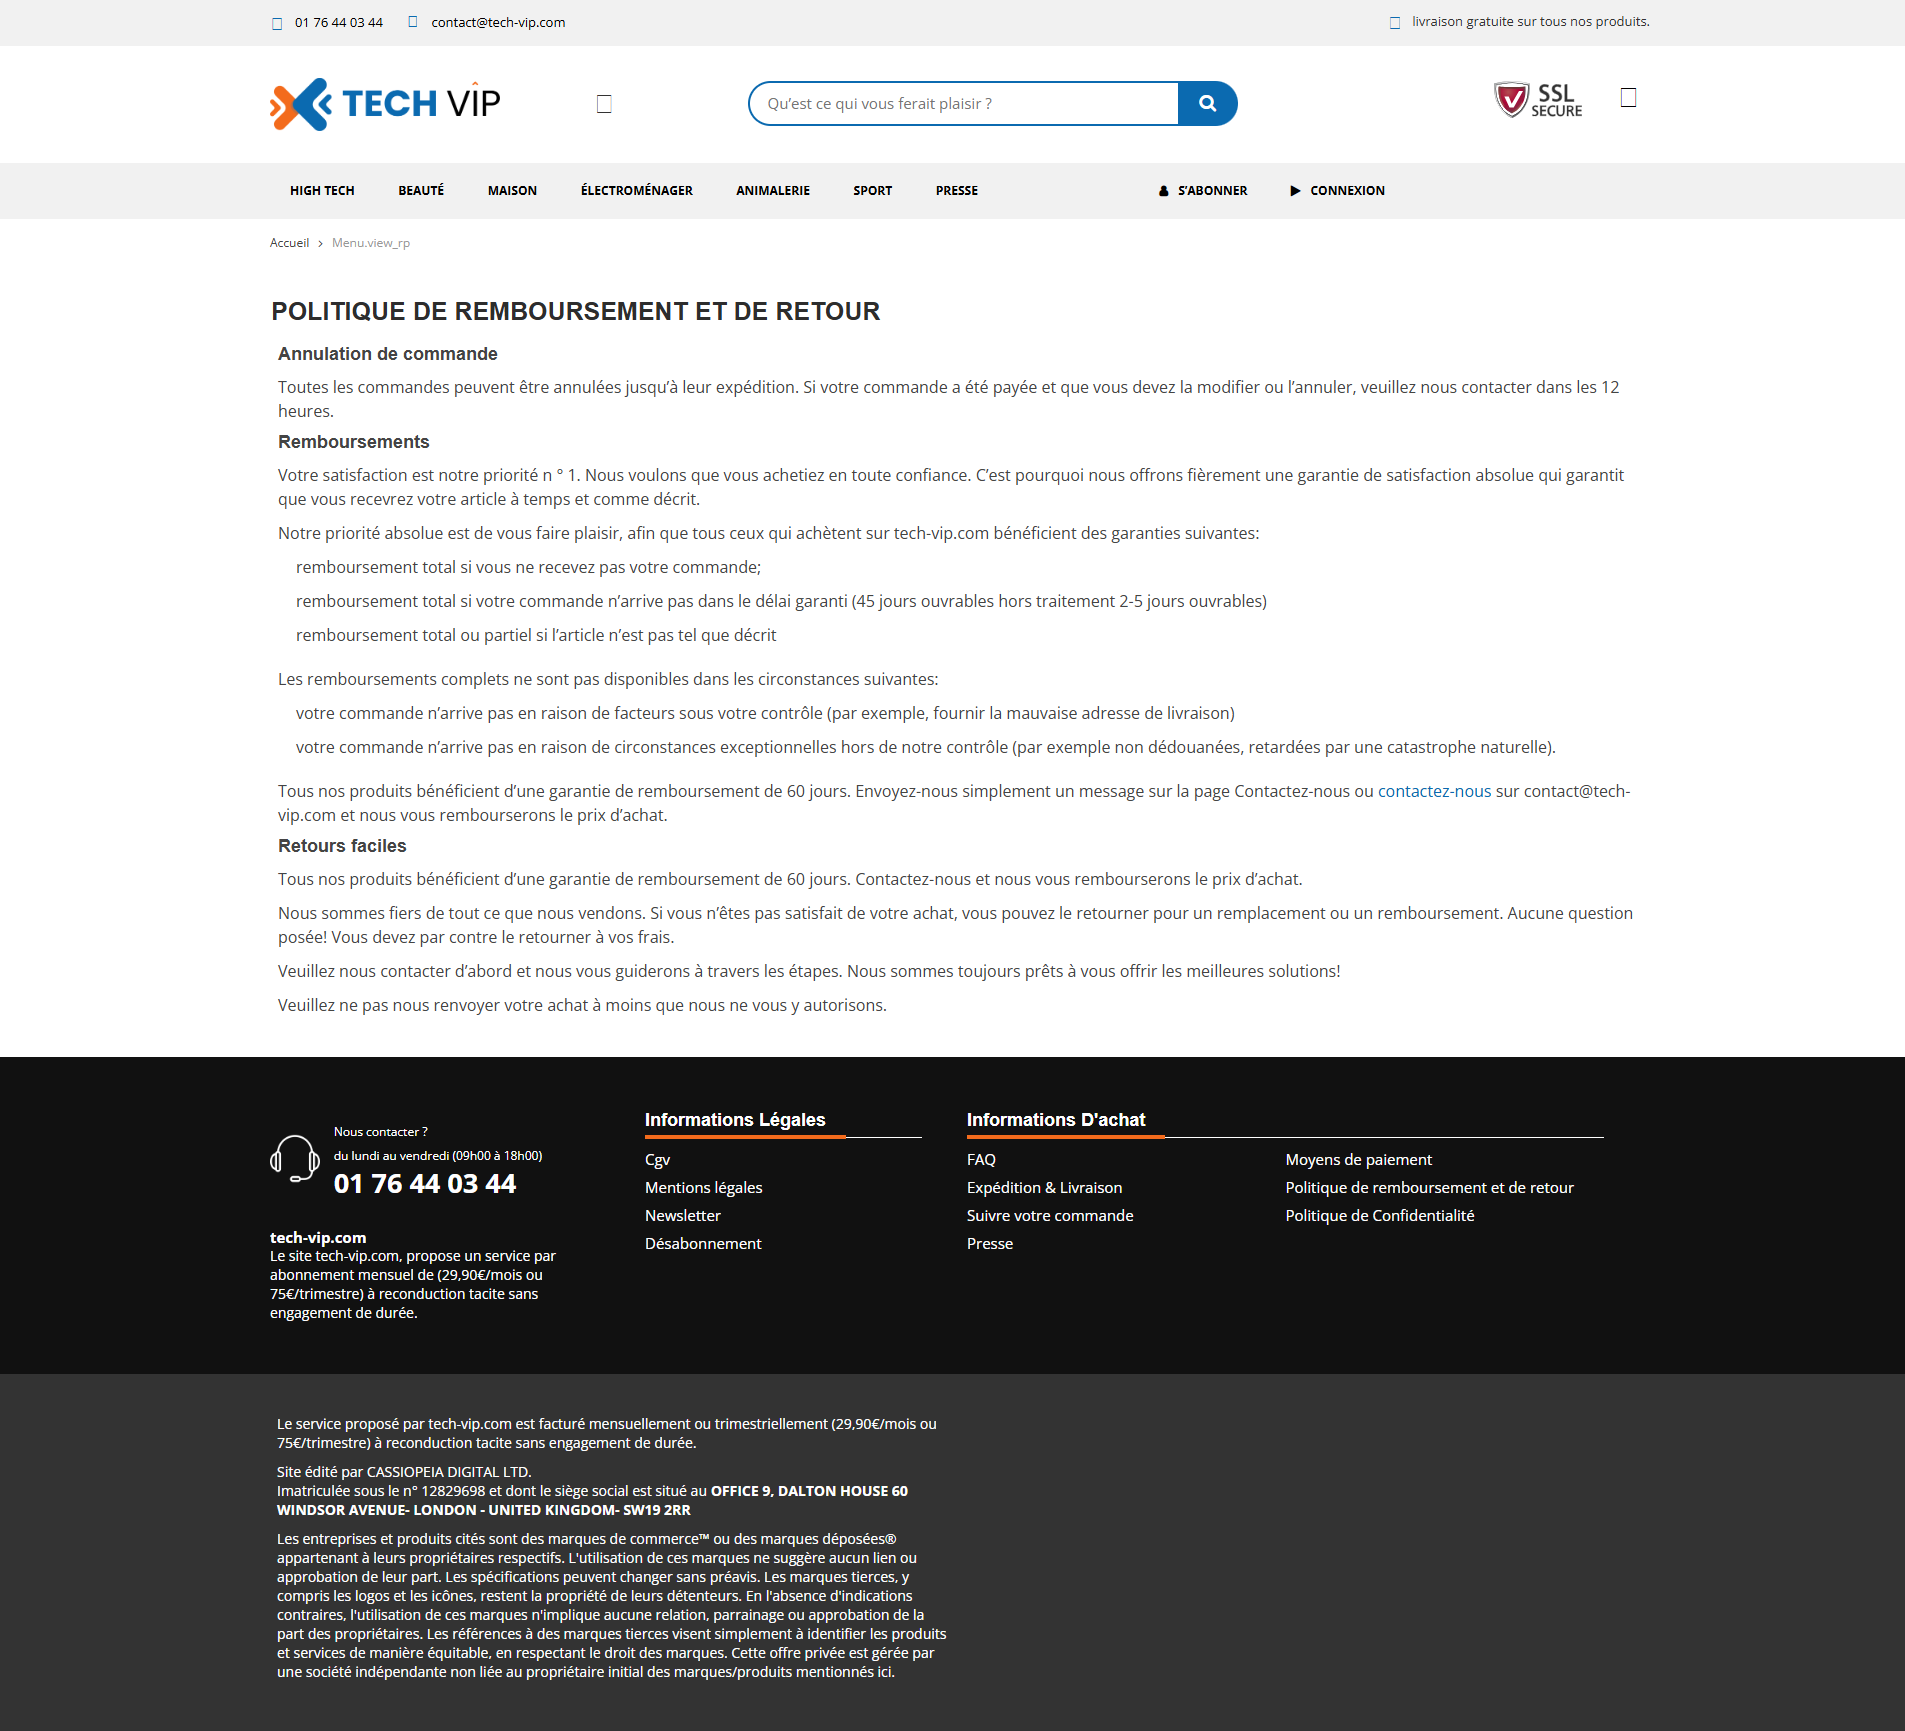 01 76 44 03 44 contact@tech-vip.com livraison gratuite sur tous nos produits.
TECH VIP
Qu'est ce qui vous ferait plaisir ?
SSL
SECURE
HIGH TECH BEAUTÉ MAISON ÉLECTROMÉNAGER ANIMALERIE SPORT PRESSE S'ABONNER CONNEXION
Accueil > Menu.view_rp
POLITIQUE DE REMBOURSEMENT ET DE RETOUR
Annulation de commande
Toutes les commandes peuvent être annulées jusqu'à leur expédition. Si votre commande a été payée et que vous devez la modifier ou l'annuler, veuillez nous contacter dans les 12
heures.
Remboursements
Votre satisfaction est notre priorité n ° 1. Nous voulons que vous achetiez en toute confiance. C'est pourquoi nous offrons fièrement une garantie de satisfaction absolue qui garantit
que vous recevrez votre article à temps et comme décrit.
Notre priorité absolue est de vous faire plaisir, afin que tous ceux qui achètent sur tech-vip.com bénéficient des garanties suivantes:
remboursement total si vous ne recevez pas votre commande;
remboursement total si votre commande n'arrive pas dans le délai garanti (45 jours ouvrables hors traitement 2-5 jours ouvrables)
remboursement total ou partiel si l'article n'est pas tel que décrit
Les remboursements complets ne sont pas disponibles dans les circonstances suivantes:
votre commande n'arrive pas en raison de facteurs sous votre contrôle (par exemple, fournir la mauvaise adresse de livraison)
votre commande n'arrive pas en raison de circonstances exceptionnelles hors de notre contrôle (par exemple non dédouanées, retardées par une catastrophe naturelle).
Tous nos produits bénéficient d'une garantie de remboursement de 60 jours. Envoyez-nous simplement un message sur la page Contactez-nous ou contactez-nous sur contact@tech-
vip.com et nous vous rembourserons le prix d'achat.
Retours faciles
Tous nos produits bénéficient d'une garantie de remboursement de 60 jours. Contactez-nous et nous vous rembourserons le prix d'achat.
Nous sommes fiers de tout ce que nous vendons. Si vous n'êtes pas satisfait de votre achat, vous pouvez le retourner pour un remplacement ou un remboursement. Aucune question
posée! Vous devez par contre le retourner à vos frais.
Veuillez nous contacter d'abord et nous vous guiderons à travers les étapes. Nous sommes toujours prêts à vous offrir les meilleures solutions!
Veuillez ne pas nous renvoyer votre achat à moins que nous ne vous y autorisons.
Nous contacter ?
du lundi au vendredi (09h00 à 18h00)
01 76 44 03 44
tech-vip.com
Le site tech-vip.com, propose un service par
abonnement mensuel de (29,90€/mois ou
75€/trimestre) à reconduction tacite sans
engagement de durée.
Informations Légales
Cgv
Mentions légales
Newsletter
Désabonnement
Informations D'achat
FAQ
Expédition & Livraison
Suivre votre commande
Presse
Moyens de paiement
Politique de remboursement et de retour
Politique de Confidentialité
Le service proposé par tech-vip.com est facturé mensuellement ou trimestriellement (29,90€/mois ou
75€/trimestre) à reconduction tacite sans engagement de durée.
Site édité par CASSIOPEIA DIGITAL LTD.
Imatriculée sous le n° 12829698 et dont le siège social est situé au OFFICE 9, DALTON HOUSE 60
WINDSOR AVENUE- LONDON - UNITED KINGDOM- SW19 2RR
Les entreprises et produits cités sont des marques de commerce™ ou des marques déposées®
appartenant à leurs propriétaires respectifs. L'utilisation de ces marques ne suggère aucun lien ou
approbation de leur part. Les spécifications peuvent changer sans préavis. Les marques tierces, y
compris les logos et les icônes, restent la propriété de leurs détenteurs. En l'absence d'indications
contraires, l'utilisation de ces marques n'implique aucune relation, parrainage ou approbation de la
part des propriétaires. Les références à des marques tierces visent simplement à identifier les produits
et services de manière équitable, en respectant le droit des marques. Cette offre privée est gérée par
une société indépendante non liée au propriétaire initial des marques/produits mentionnés ici.